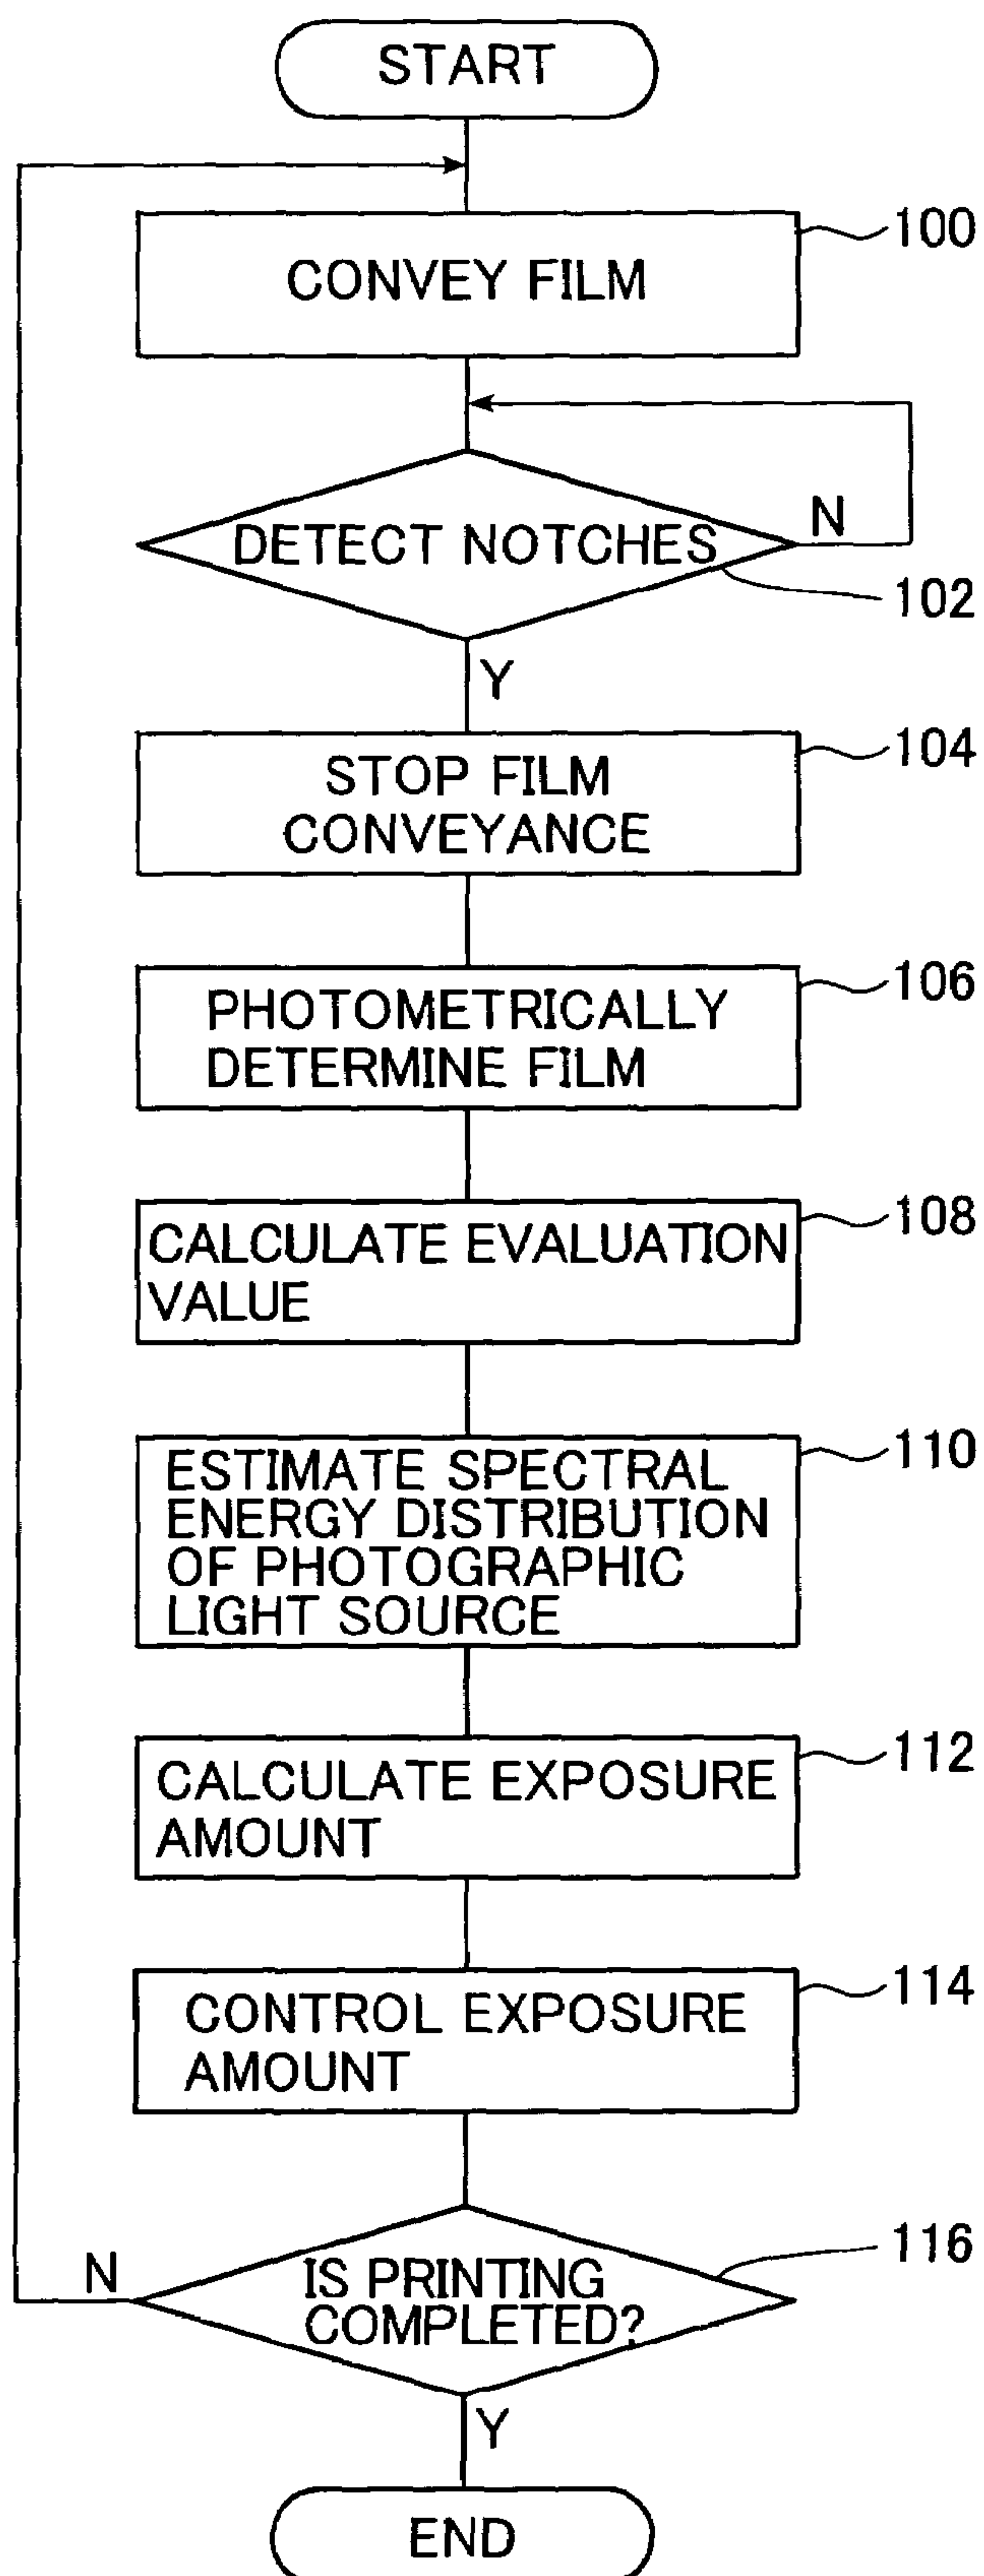 START
100
CONVEY FILM
N
DETECT NOTCHES
102
Y
104
STOP FILM
CONVEYANCE
106
PHOTOMETRICALLY
DETERMINE FILM
108
CALCULATE EVALUATION
VALUE
110
ESTIMATE SPECTRAL
ENERGY DISTRIBUTION
OF PHOTOGRAPHIC
LIGHT SOURCE
112
CALCULATE EXPOSURE
AMOUNT
114
CONTROL EXPOSURE
AMOUNT
116
N
IS PRINTING
COMPLETED?
Y
END